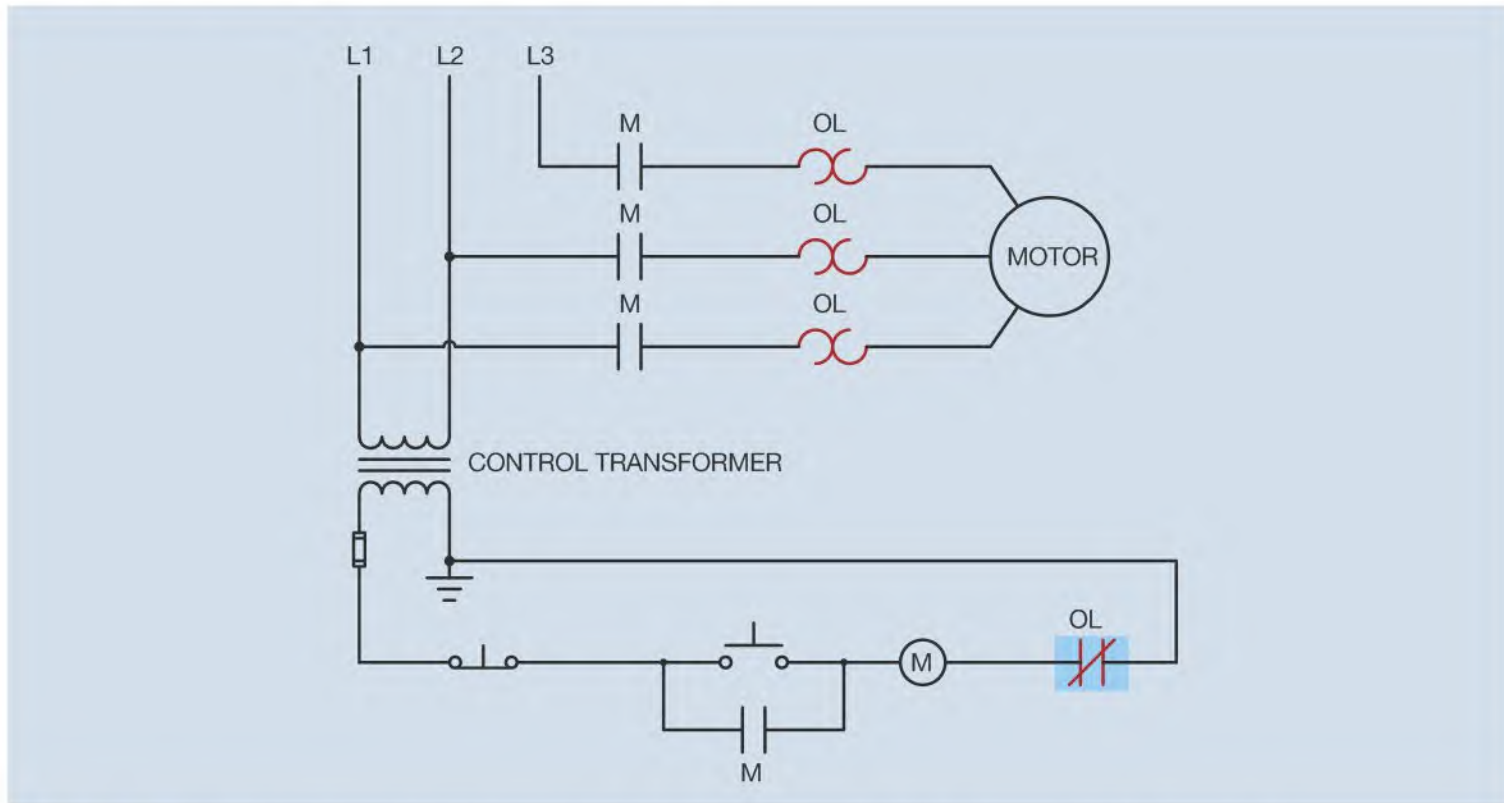 L1 L2 L3
M OL
M OL
MOTOR
M OL
CONTROL TRANSFORMER
OL
M
M